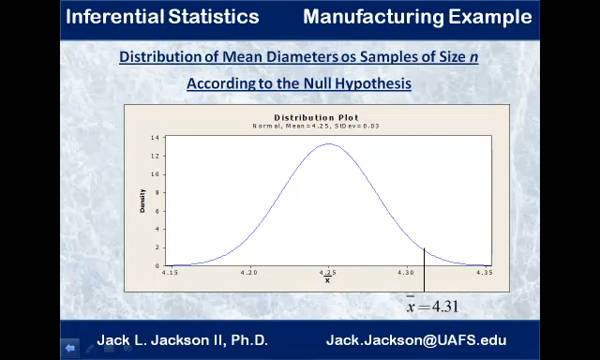 Inferential Statistics Manufacturing Example
Distribution of Mean Diameters os Samples of Size n
According to the Null Hypothesis
Distribution Plot
Normal, Mean=4.25, StDev=0.03
14
12
10
8
6
4
2
0
Density
4.15 4.20 4.25 4.30 4.35
x̄
x̄ = 4.31
Jack L. Jackson II, Ph.D. Jack.Jackson@UAFS.edu